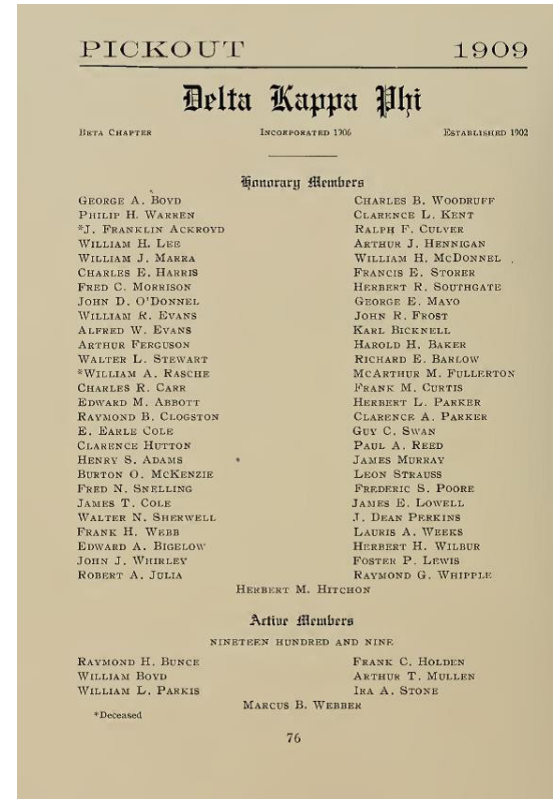 PICKOUT 1909
Delta Kappa Phi
BETA CHAPTER INCORPORATED 1906 ESTABLISHED 1902
Honorary Members
GEORGE A. BOYD
PHILIP H. WARREN
*J. FRANKLIN ACKROYD
WILLIAM H. LEE
WILLIAM J. MARRA
CHARLES E. HARRIS
FRED C. MORRISON
JOHN D. O'DONNEL
WILLIAM R. EVANS
ALFRED W. EVANS
ARTHUR FERGUSON
WALTER L. STEWART
*WILLIAM A. RASCHE
CHARLES R. CARR
EDWARD M. ABBOTT
RAYMOND B. CLOGSTON
E. EARLE COLE
CLARENCE HUTTON
HENRY S. ADAMS
BURTON O. MCKENZIE
FRED N. SNELLING
JAMES T. COLE
WALTER N. SHERWELL
FRANK H. WEBB
EDWARD A. BIGELOW
JOHN J. WHIRLEY
ROBERT A. JULIA
CHARLES B. WOODRUFF
CLARENCE L. KENT
RALPH F. CULVER
ARTHUR J. HENNIGAN
WILLIAM H. MCDONNEL
FRANCIS E. STORER
HERBERT R. SOUTHGATE
GEORGE E. MAYO
JOHN R. FROST
KARL BICKNELL
HAROLD H. BAKER
RICHARD E. BARLOW
MCARTHUR M. FULLERTON
FRANK M. CURTIS
HERBERT L. PARKER
CLARENCE A. PARKER
GUY C. SWAN
PAUL A. REED
JAMES MURRAY
LEON STRAUSS
FREDERIC S. POORE
JAMES E. LOWELL
J. DEAN PERKINS
LAURIS A. WEEKS
HERBERT H. WILBUR
FOSTER P. LEWIS
RAYMOND G. WHIPPLE
HERBERT M. HITCHON
Active Members
NINETEEN HUNDRED AND NINE
RAYMOND H. BUNCE
WILLIAM BOYD
WILLIAM L. PARKIS
FRANK C. HOLDEN
ARTHUR T. MULLEN
IRA A. STONE
MARCUS B. WEBBER
*Deceased
76